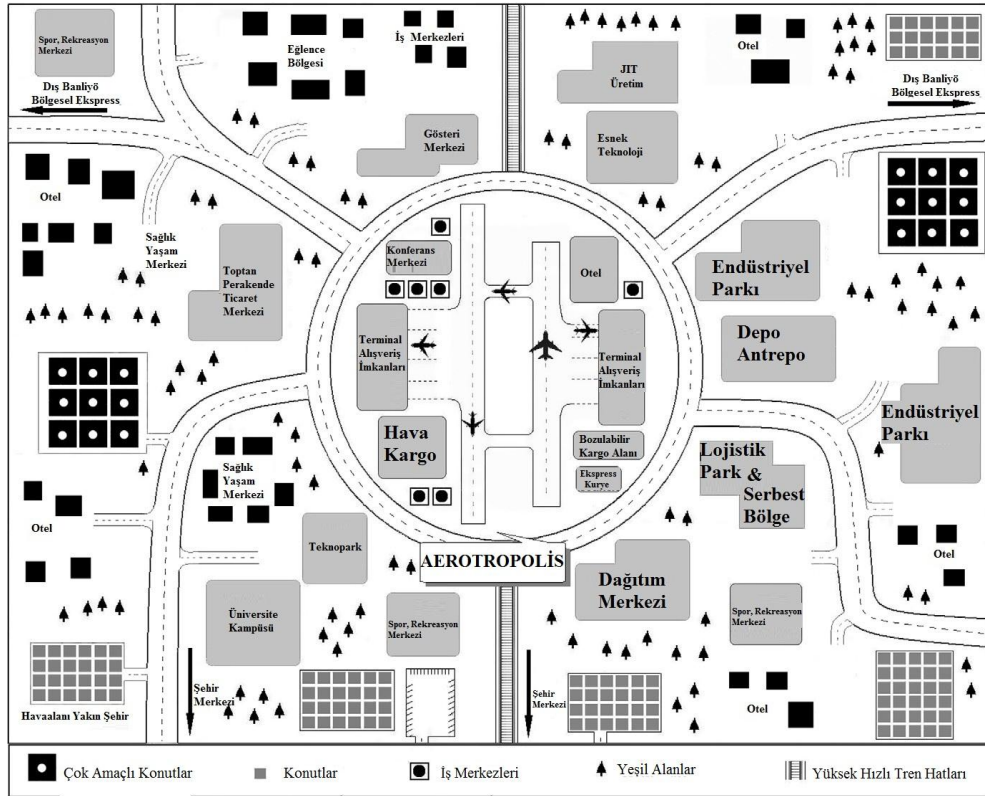 Spor, Rekreasyon
Merkezi
Eğlence
Bölgesi
İş Merkezleri
Otel
JIT
Üretim
Dış Banliyö
Bölgesel Ekspress
Dış Banliyö
Bölgesel Ekspress
Gösteri
Merkezi
Esnek
Teknoloji
Otel
Sağlık
Yaşam
Merkezi
Toptan
Perakende
Ticaret
Merkezi
Konferans
Merkezi
Otel
Endüstriyel
Parkı
Terminal
Alışveriş
İmkanları
Terminal
Alışveriş
İmkanları
Depo
Antrepo
Endüstriyel
Parkı
Hava
Kargo
Bozulabilir
Kargo Alanı
Ekspress
Kurye
Lojistik
Park &
Serbest
Bölge
Sağlık
Yaşam
Merkezi
Otel
Teknopark
AEROTROPOLİS
Otel
Dağıtım
Merkezi
Üniversite
Kampüsü
Spor, Rekreasyon
Merkezi
Spor, Rekreasyon
Merkezi
Şehir
Merkezi
Şehir
Merkezi
Havaalanı Yakın Şehir
Otel
Çok Amaçlı Konutlar
Konutlar
İş Merkezleri
Yeşil Alanlar
Yüksek Hızlı Tren Hatları